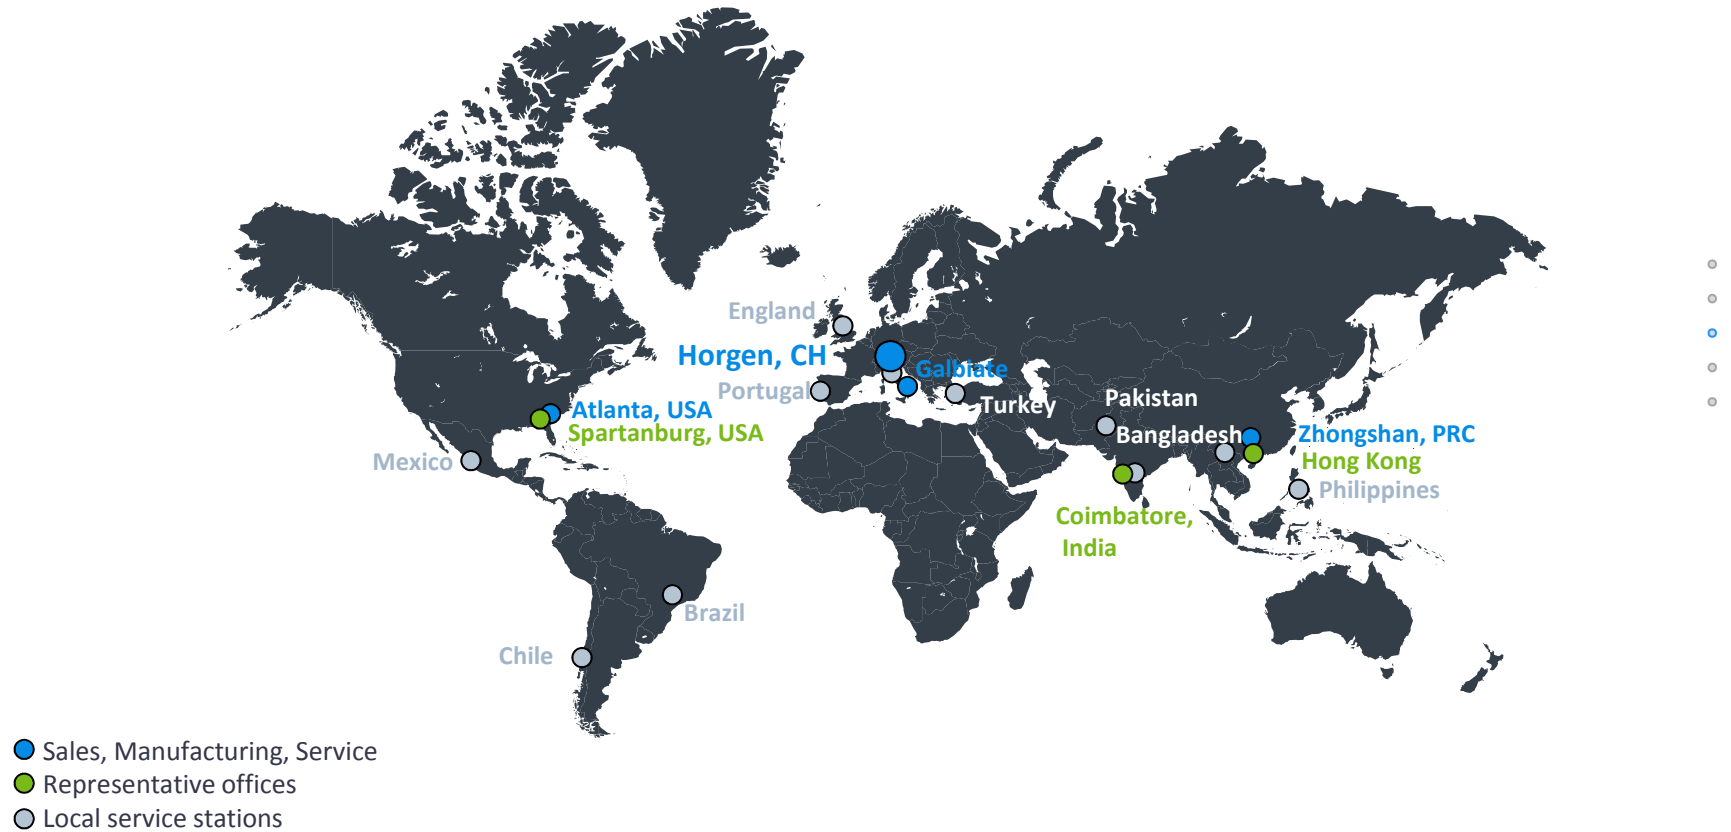 England
Horgen, CH
Galbiate
Portugal
Turkey
Pakistan
Bangladesh
Atlanta, USA
Spartanburg, USA
Zhongshan, PRC
Hong Kong
Mexico
Philippines
Coimbatore,
India
Brazil
Chile
Sales, Manufacturing, Service
Representative offices
Local service stations